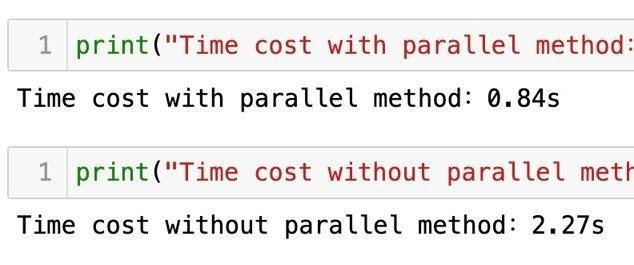 1 print("Time cost with parallel method:
Time cost with parallel method: 0.84s
1 print("Time cost without parallel meth
Time cost without parallel method: 2.27s